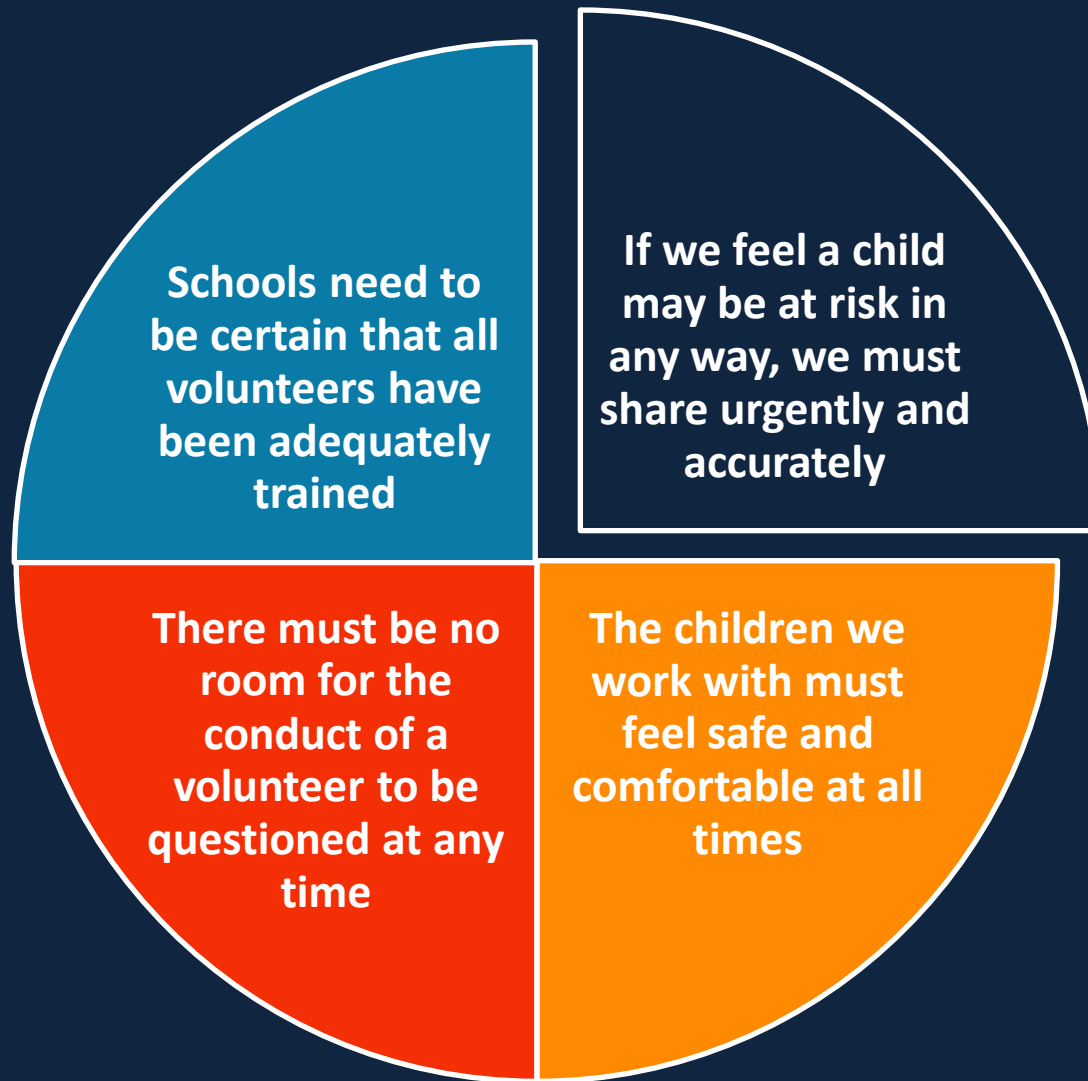 Schools need to
be certain that all
volunteers have
been adequately
trained
If we feel a child
may be at risk in
any way, we must
share urgently and
accurately
There must be no
room for the
conduct of a
volunteer to be
questioned at any
time
The children we
work with must
feel safe and
comfortable at all
times